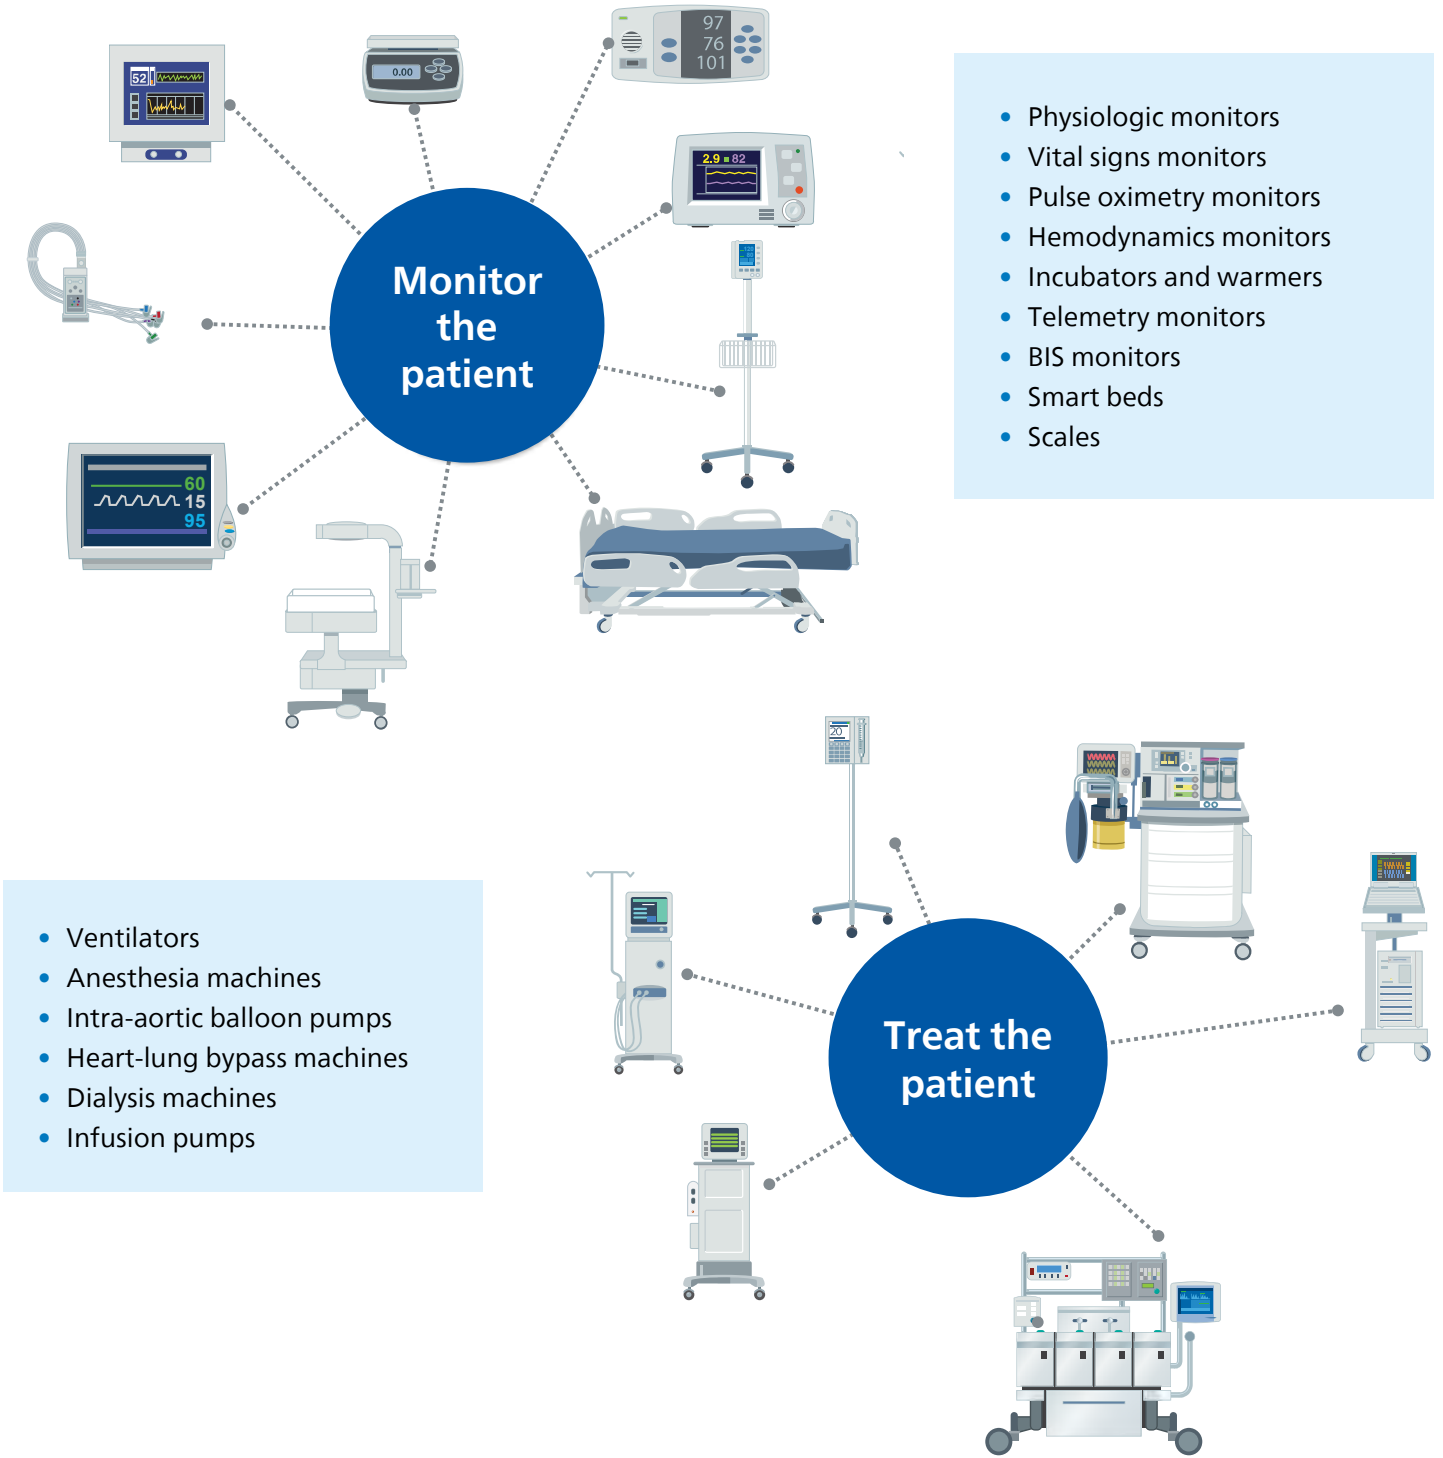 97
76
101
52
0.00
2.9 82
120
80
Monitor
the
patient
60
15
95
• Physiologic monitors
• Vital signs monitors
• Pulse oximetry monitors
• Hemodynamics monitors
• Incubators and warmers
• Telemetry monitors
• BIS monitors
• Smart beds
• Scales
20
• Ventilators
• Anesthesia machines
• Intra-aortic balloon pumps
• Heart-lung bypass machines
• Dialysis machines
• Infusion pumps
Treat the
patient